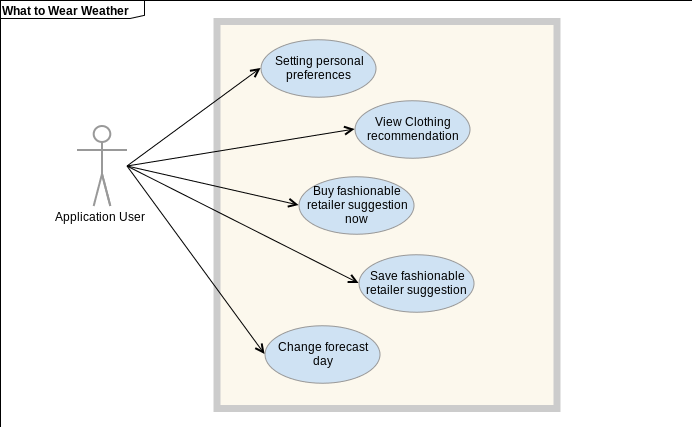 What to Wear Weather
Setting personal
preferences
View Clothing
recommendation
Buy fashionable
retailer suggestion
now
Application User
Save fashionable
retailer suggestion
Change forecast
day